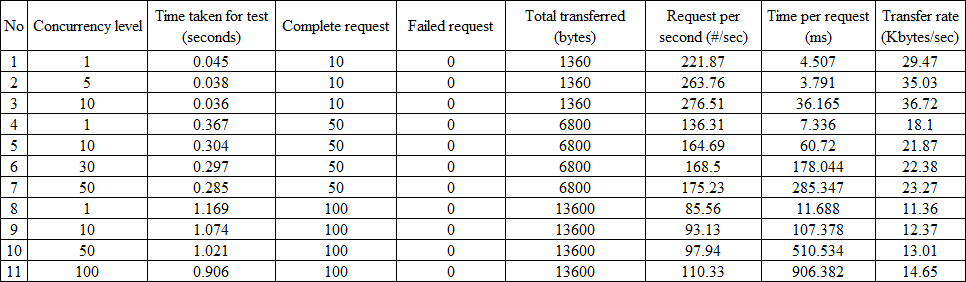 No Concurrency level Time taken for test (seconds) Complete request Failed request Total transferred (bytes) Request per second (#/sec) Time per request (ms) Transfer rate (Kbytes/sec)
1 1 0.045 10 0 1360 221.87 4.507 29.47
2 5 0.038 10 0 1360 263.76 3.791 35.03
3 10 0.036 10 0 1360 276.51 36.165 36.72
4 1 0.367 50 0 6800 136.31 7.336 18.1
5 10 0.304 50 0 6800 164.69 60.72 21.87
6 30 0.297 50 0 6800 168.5 178.044 22.38
7 50 0.285 50 0 6800 175.23 285.347 23.27
8 1 1.169 100 0 13600 85.56 11.688 11.36
9 10 1.074 100 0 13600 93.13 107.378 12.37
10 50 1.021 100 0 13600 97.94 510.534 13.01
11 100 0.906 100 0 13600 110.33 906.382 14.65